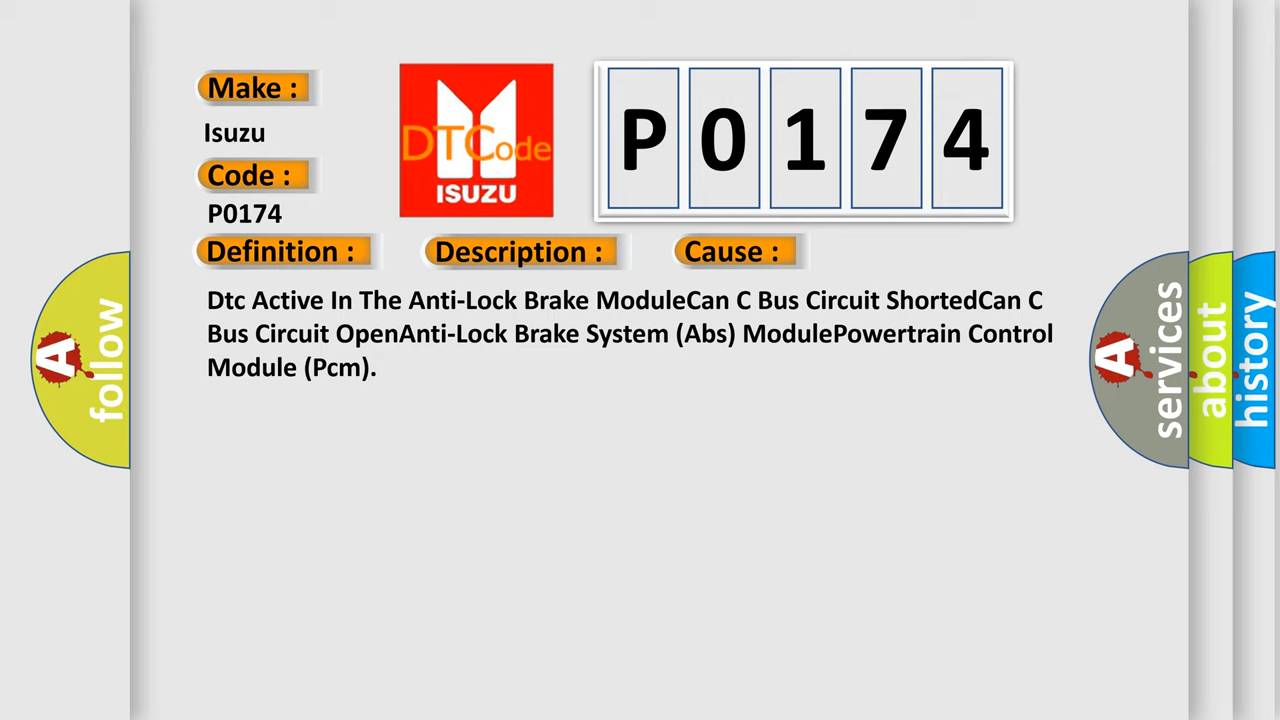 Make :
Isuzu
Code :
P0174
DTCode
ISUZU
P0174
Definition :
Description :
Cause :
Dtc Active In The Anti-Lock Brake ModuleCan C Bus Circuit ShortedCan C
Bus Circuit OpenAnti-Lock Brake System (Abs) ModulePowertrain Control
Module (Pcm).
A
follow
A
services
about
history